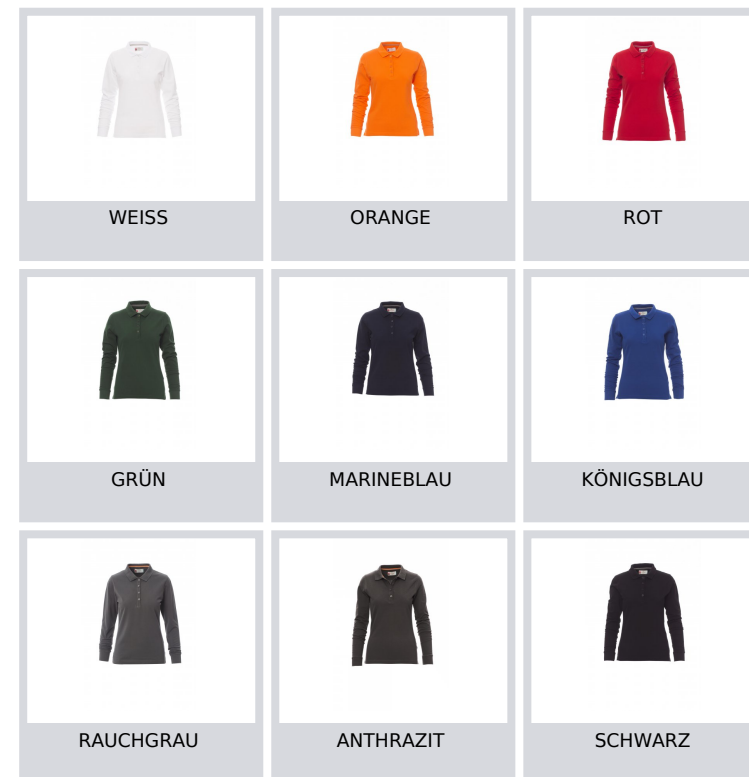 WEISS
ORANGE
ROT
GRÜN
MARINEBLAU
KÖNIGSBLAU
RAUCHGRAU
ANTHRAZIT
SCHWARZ